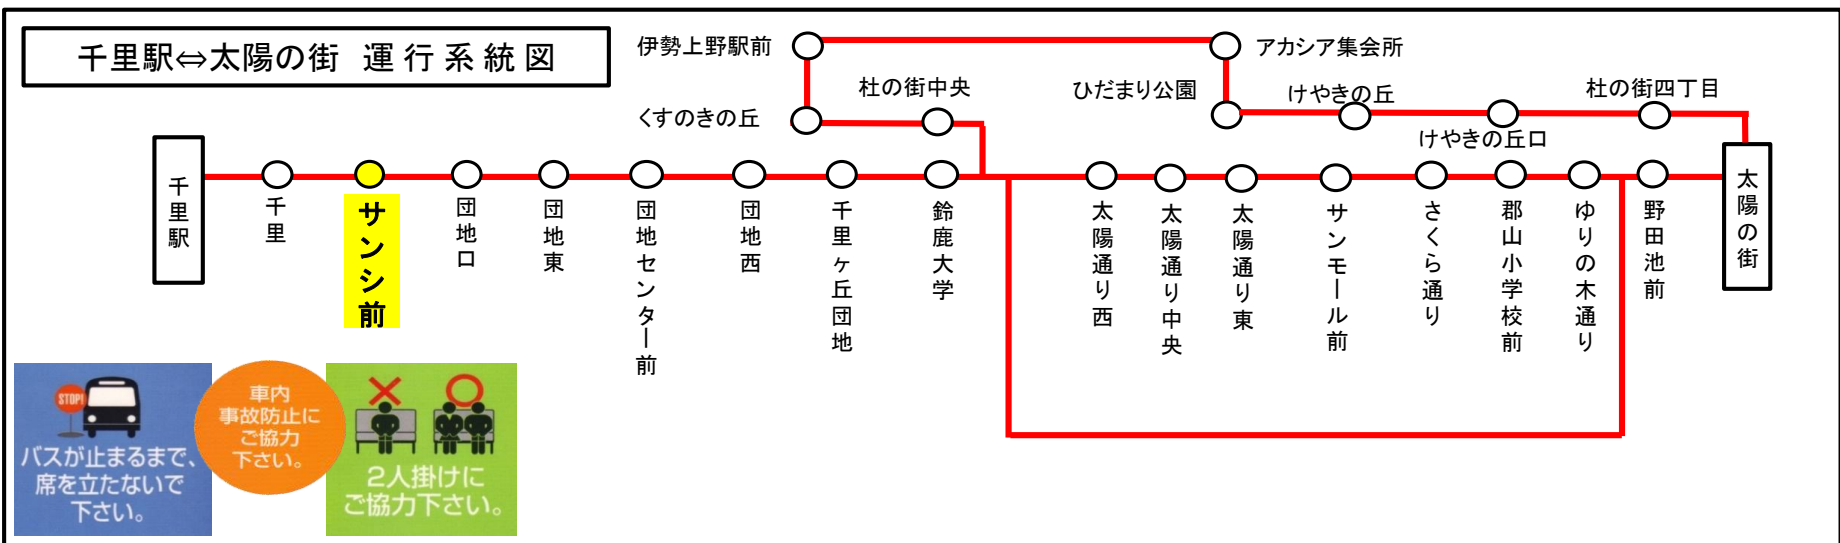 千里駅⇔太陽の街 運行系統図
伊勢上野駅前
アカシア集会所
くすのきの丘
杜の街中央
ひだまり公園
けやきの丘
けやきの丘口
杜の街四丁目
千里駅
千里
サンシ前
団地口
団地東
団地センター前
団地西
千里ヶ丘団地
鈴鹿大学
太陽通り西
太陽通り中央
太陽通り東
サンモール前
さくら通り
郡山小学校前
ゆりの木通り
野田池前
太陽の街
STOP!
バスが止まるまで、
席を立たないで
下さい。
車内
事故防止に
ご協力
下さい。
2人掛けに
ご協力下さい。